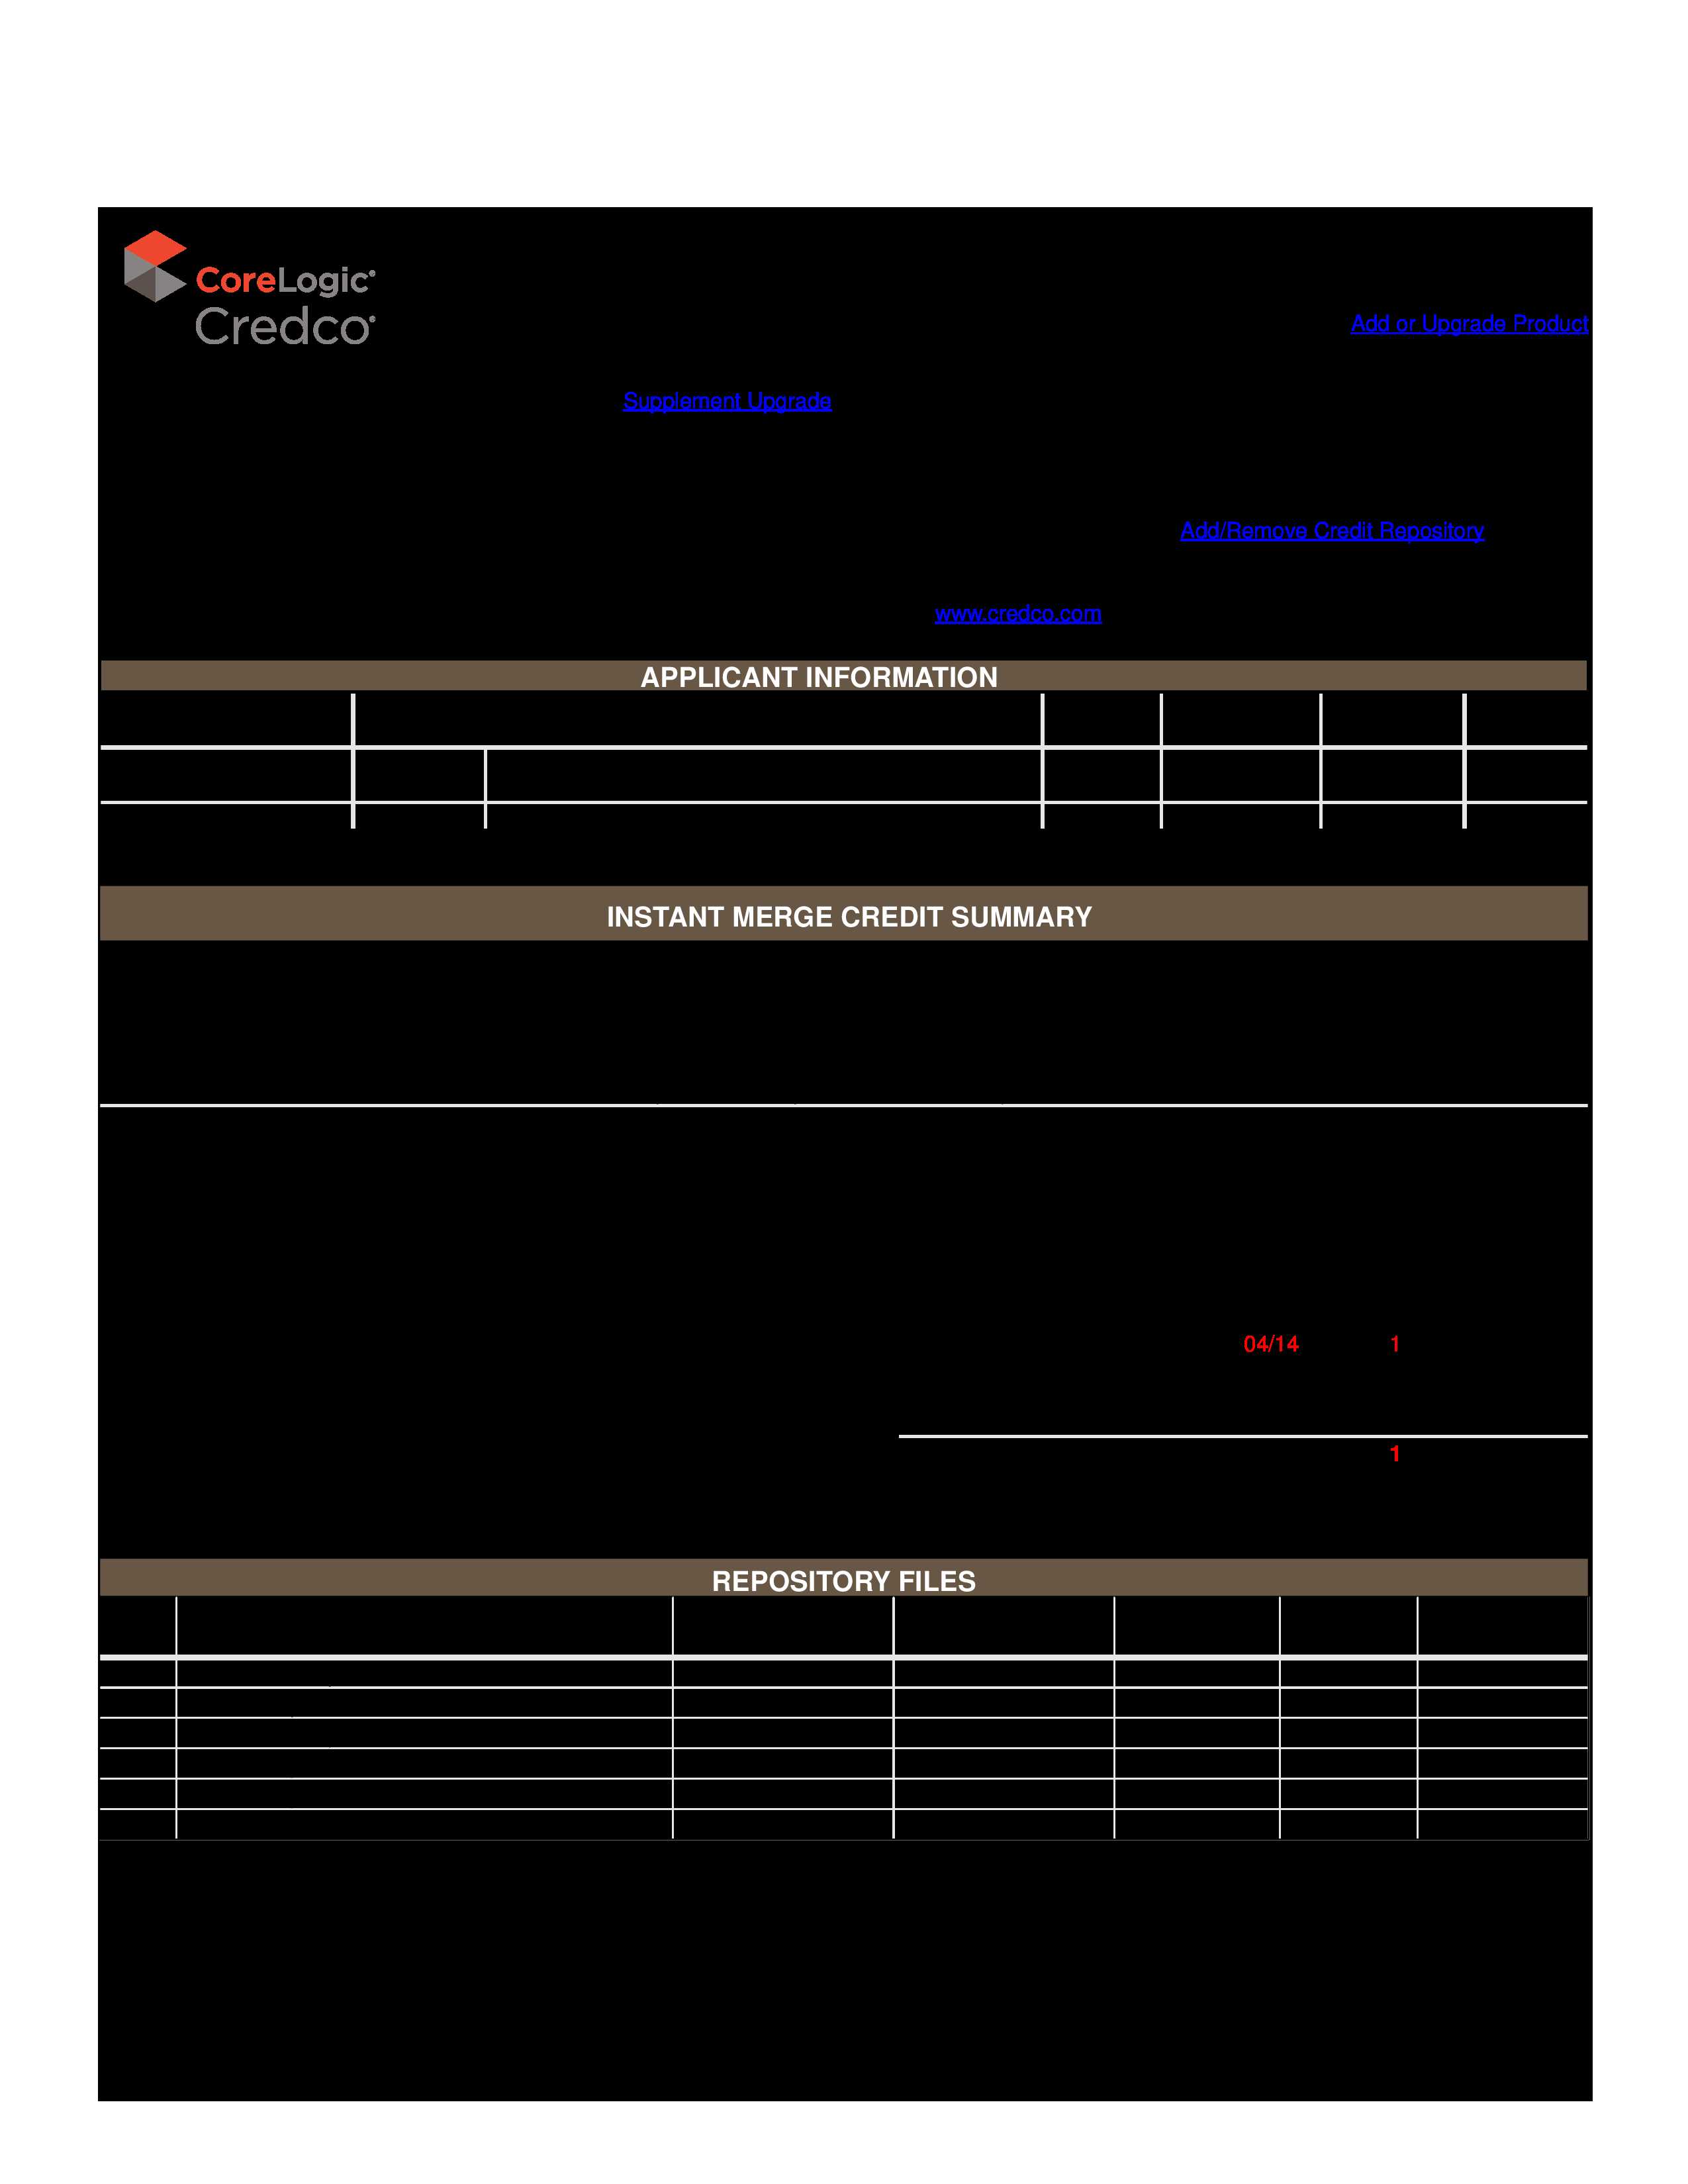 CoreLogic
Credco
Add or Upgrade Product
Supplement Upgrade
Add/Remove Credit Repository
www.credco.com
APPLICANT INFORMATION
INSTANT MERGE CREDIT SUMMARY
04/14 1
1
REPOSITORY FILES